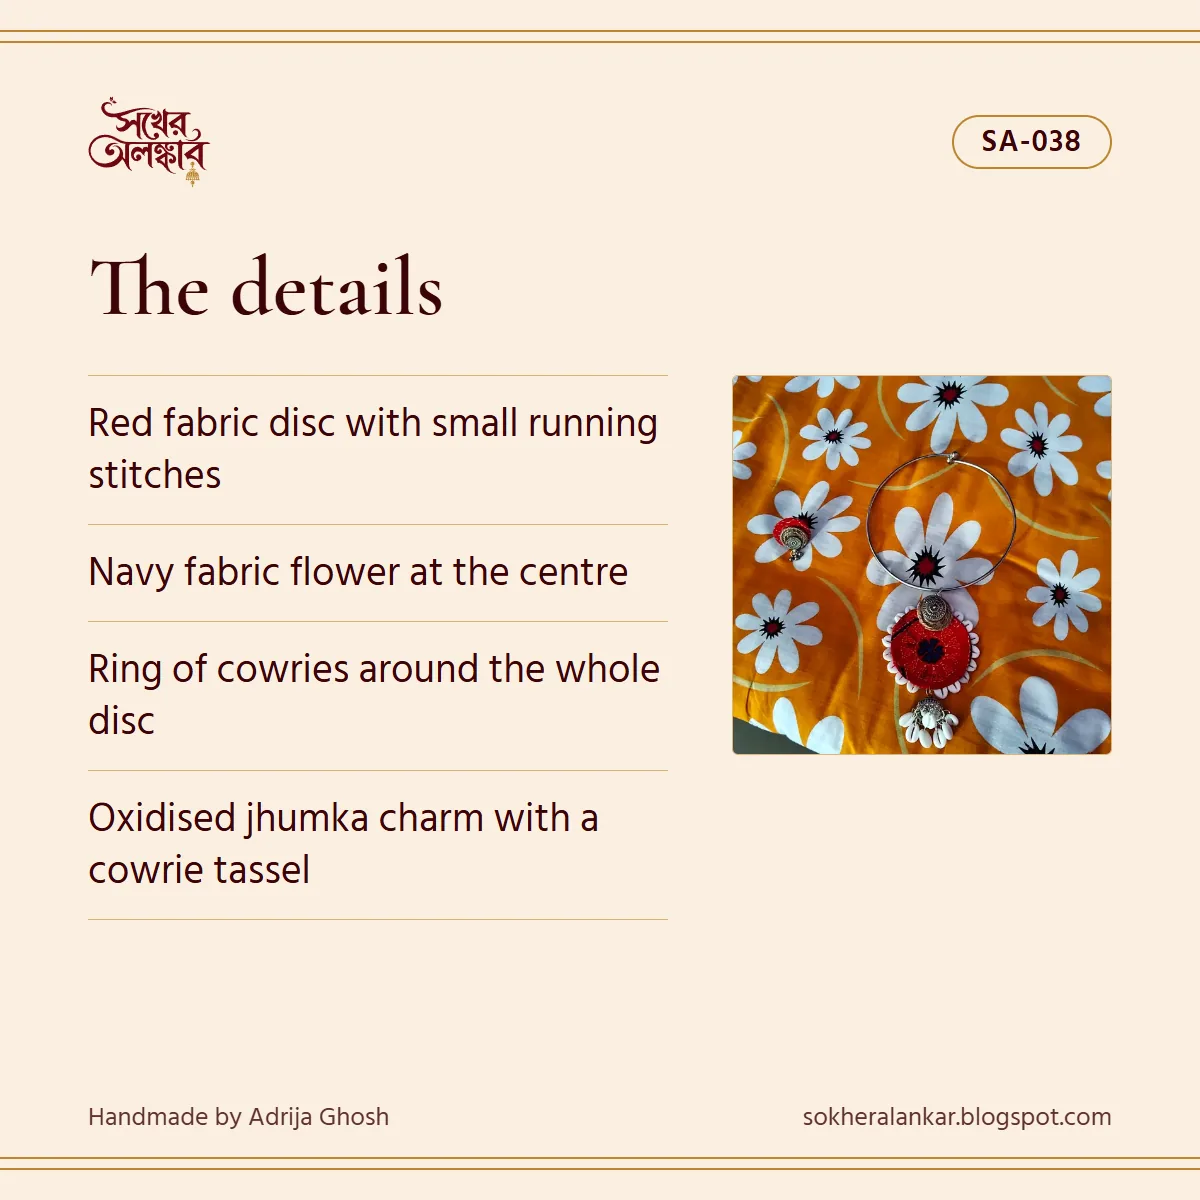 সখের
অলঙ্কার
SA-038
The details
Red fabric disc with small running
stitches
Navy fabric flower at the centre
Ring of cowries around the whole
disc
Oxidised jhumka charm with a
cowrie tassel
Handmade by Adrija Ghosh
sokheralankar.blogspot.com